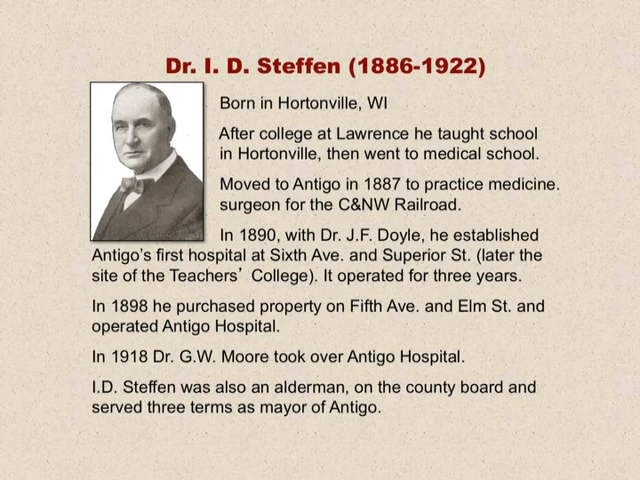 Dr. I. D. Steffen (1886-1922)
Born in Hortonville, WI
After college at Lawrence he taught school
in Hortonville, then went to medical school.
Moved to Antigo in 1887 to practice medicine.
surgeon for the C&NW Railroad.
In 1890, with Dr. J.F. Doyle, he established
Antigo’s first hospital at Sixth Ave. and Superior St. (later the
site of the Teachers’ College). It operated for three years.
In 1898 he purchased property on Fifth Ave. and Elm St. and
operated Antigo Hospital.
In 1918 Dr. G.W. Moore took over Antigo Hospital.
I.D. Steffen was also an alderman, on the county board and
served three terms as mayor of Antigo.